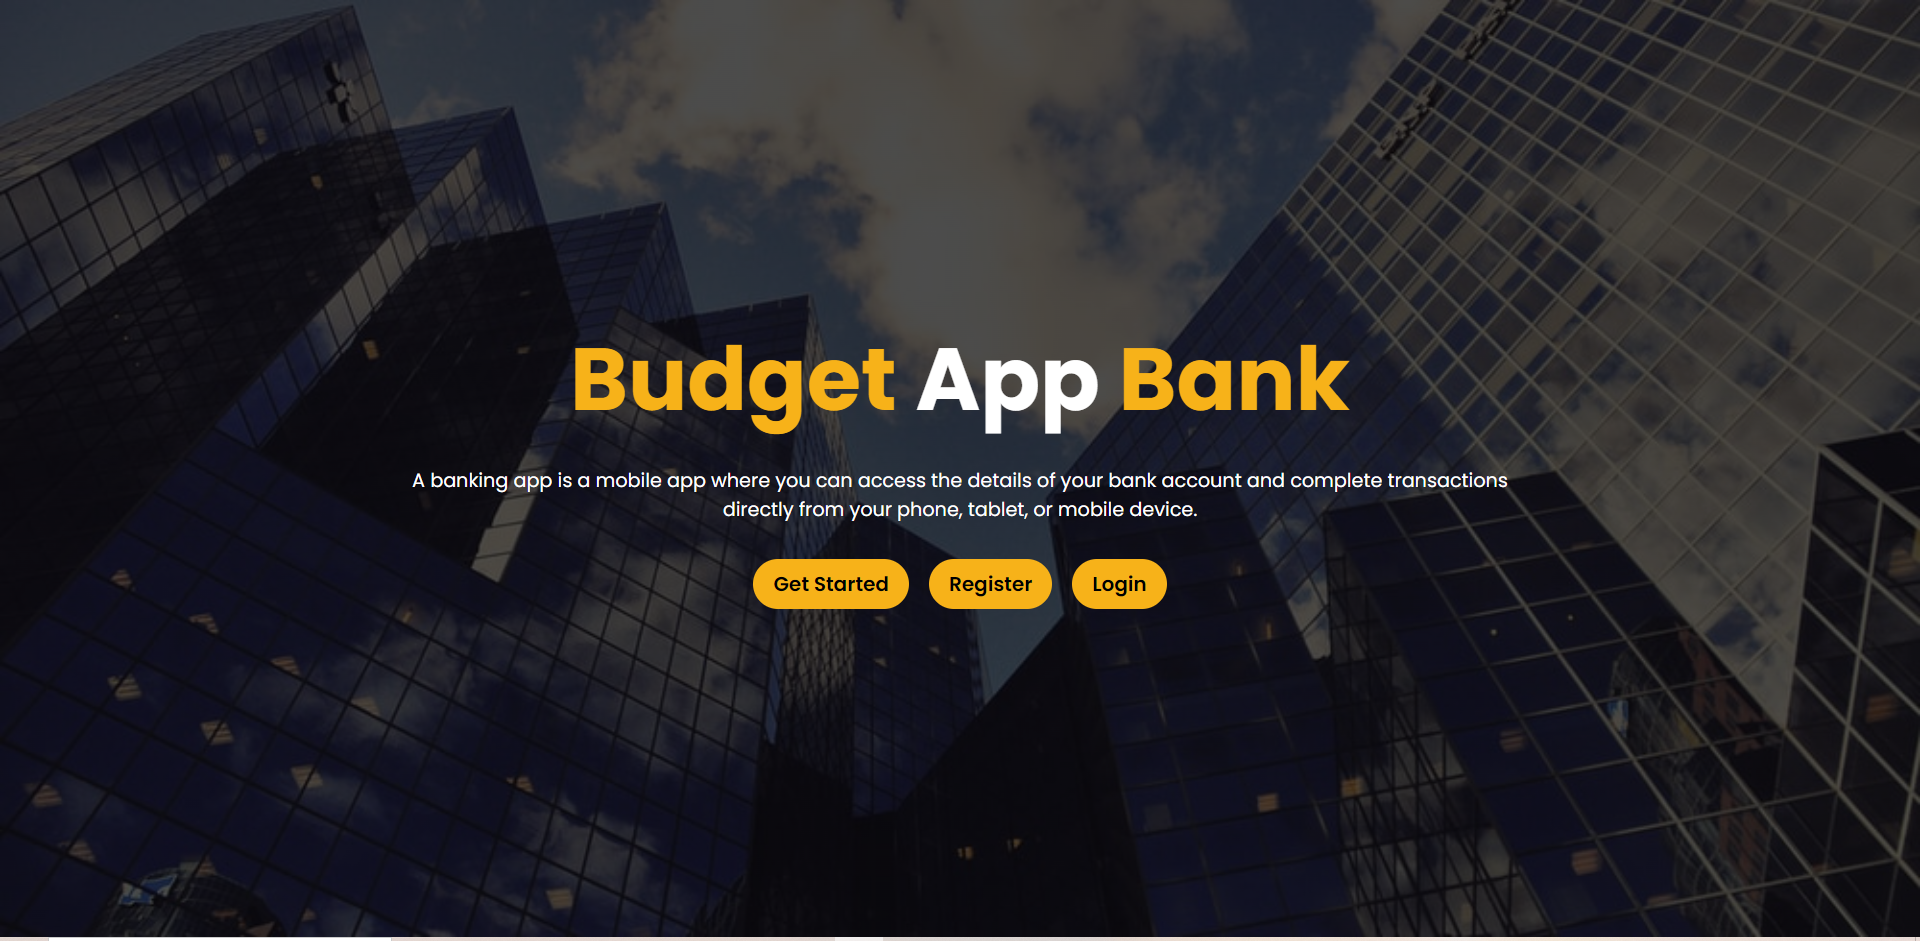 Budget App Bank
A banking app is a mobile app where you can access the details of your bank account and complete transactions
directly from your phone, tablet, or mobile device.
Get Started Register Login